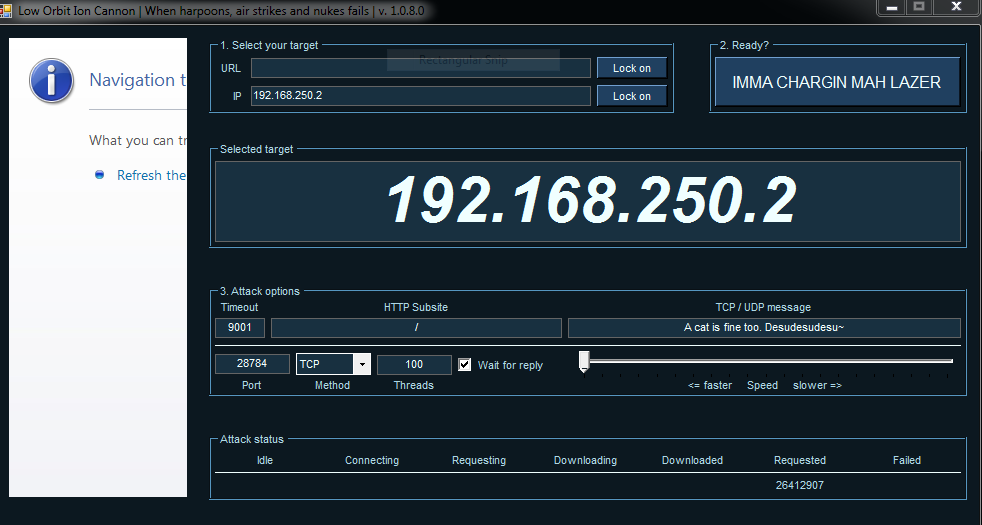 Low Orbit Ion Cannon | When harpoons, air strikes and nukes fails | v. 1.0.8.0
Navigation t
What you can tr
Refresh the
1. Select your target
Rectangular Snip
URL
Lock on
IP
192.168.250.2
Lock on
2. Ready?
IMMA CHARGIN MAH LAZER
Selected target
192.168.250.2
3. Attack options
Timeout HTTP Subsite TCP / UDP message
9001 / A cat is fine too. Desudesudesu~
28784 TCP 100 Wait for reply
Port Method Threads <= faster Speed slower =>
Attack status
Idle Connecting Requesting Downloading Downloaded Requested Failed
26412907